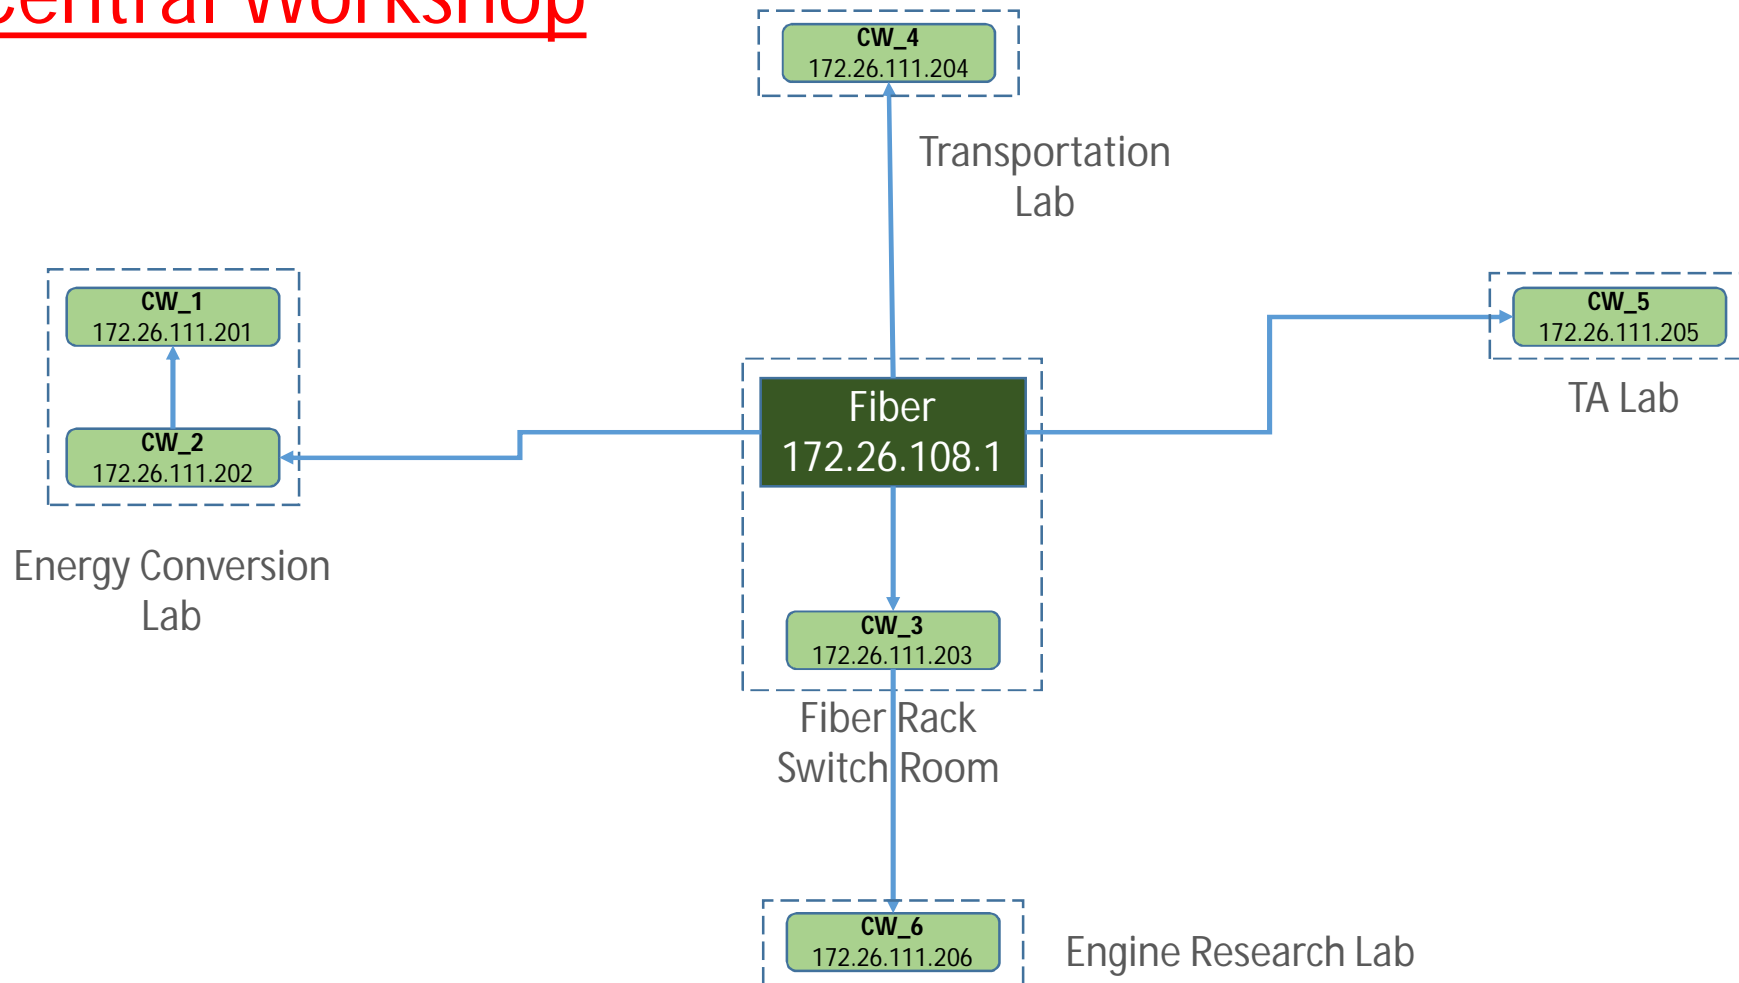 Central Workshop
CW_4
172.26.111.204
Transportation
Lab
CW_1
172.26.111.201
CW_5
172.26.111.205
TA Lab
Fiber
172.26.108.1
CW_2
172.26.111.202
Energy Conversion
Lab
CW_3
172.26.111.203
Fiber Rack
Switch Room
CW_6
172.26.111.206
Engine Research Lab